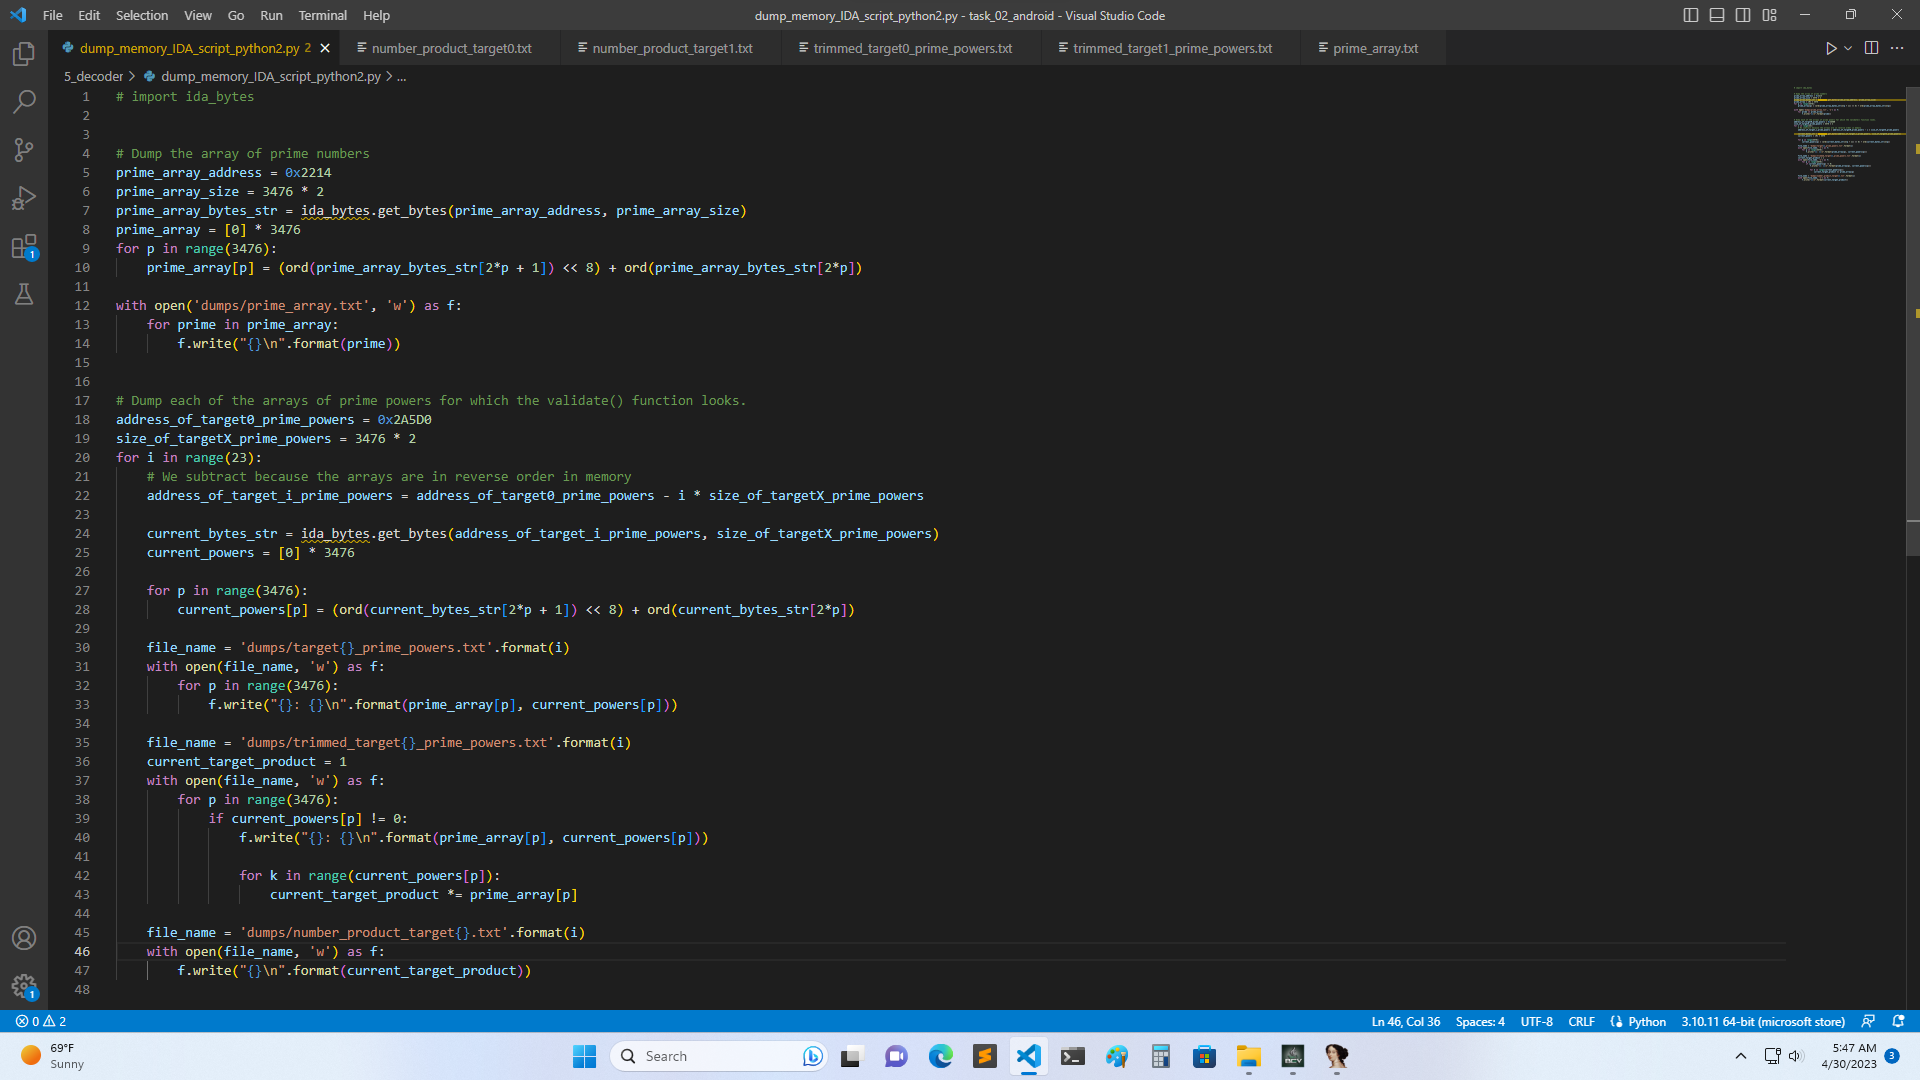 File Edit Selection View Go Run Terminal Help
dump_memory_IDA_script_python2.py - task_02_android - Visual Studio Code
dump_memory_IDA_script_python2.py 2
number_product_target0.txt
number_product_target1.txt
trimmed_target0_prime_powers.txt
trimmed_target1_prime_powers.txt
prime_array.txt
5_decoder > dump_memory_IDA_script_python2.py > ...
1 # import ida_bytes
2
3
4 # Dump the array of prime numbers
5 prime_array_address = 0x2214
6 prime_array_size = 3476 * 2
7 prime_array_bytes_str = ida_bytes.get_bytes(prime_array_address, prime_array_size)
8 prime_array = [0] * 3476
9 for p in range(3476):
10     prime_array[p] = (ord(prime_array_bytes_str[2*p + 1]) << 8) + ord(prime_array_bytes_str[2*p])
11
12 with open('dumps/prime_array.txt', 'w') as f:
13     for prime in prime_array:
14         f.write("{}\n".format(prime))
15
16
17 # Dump each of the arrays of prime powers for which the validate() function looks.
18 address_of_target0_prime_powers = 0x2A5D0
19 size_of_targetX_prime_powers = 3476 * 2
20 for i in range(23):
21     # We subtract because the arrays are in reverse order in memory
22     address_of_target_i_prime_powers = address_of_target0_prime_powers - i * size_of_targetX_prime_powers
23
24     current_bytes_str = ida_bytes.get_bytes(address_of_target_i_prime_powers, size_of_targetX_prime_powers)
25     current_powers = [0] * 3476
26
27     for p in range(3476):
28         current_powers[p] = (ord(current_bytes_str[2*p + 1]) << 8) + ord(current_bytes_str[2*p])
29
30     file_name = 'dumps/target{}_prime_powers.txt'.format(i)
31     with open(file_name, 'w') as f:
32         for p in range(3476):
33             f.write("{}: {}\n".format(prime_array[p], current_powers[p]))
34
35     file_name = 'dumps/trimmed_target{}_prime_powers.txt'.format(i)
36     current_target_product = 1
37     with open(file_name, 'w') as f:
38         for p in range(3476):
39             if current_powers[p] != 0:
40                 f.write("{}: {}\n".format(prime_array[p], current_powers[p]))
41
42                 for k in range(current_powers[p]):
43                     current_target_product *= prime_array[p]
44
45     file_name = 'dumps/number_product_target{}.txt'.format(i)
46     with open(file_name, 'w') as f:
47         f.write("{}\n".format(current_target_product))
48
1
1
0 2
Ln 46, Col 36 Spaces: 4 UTF-8 CRLF Python 3.10.11 64-bit (microsoft store)
69°F
Sunny
Search
5:47 AM
4/30/2023
3